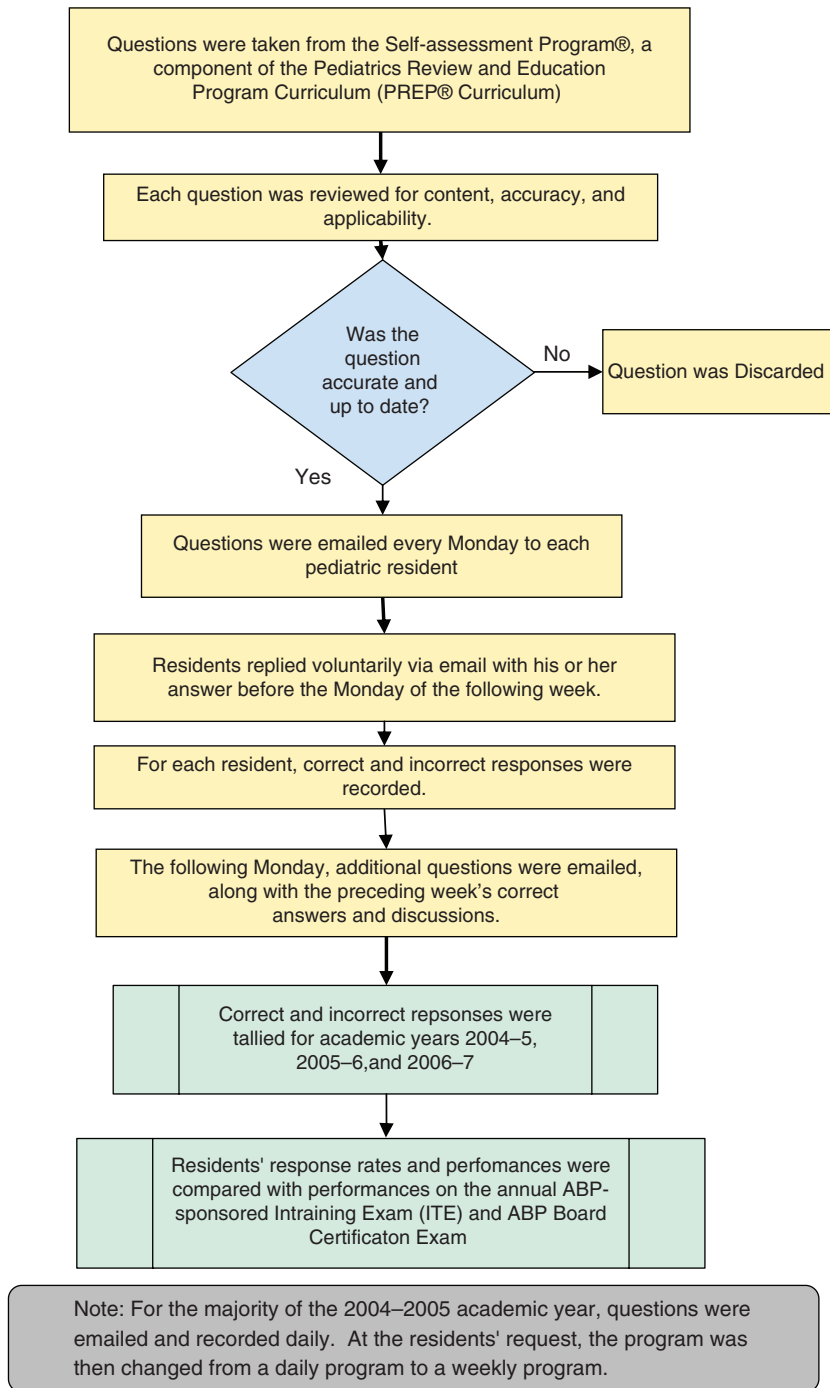 Questions were taken from the Self-assessment Program®, a
component of the Pediatrics Review and Education
Program Curriculum (PREP® Curriculum)
Each question was reviewed for content, accuracy, and
applicability.
Was the
question
accurate and
up to date?
No
Question was Discarded
Yes
Questions were emailed every Monday to each
pediatric resident
Residents replied voluntarily via email with his or her
answer before the Monday of the following week.
For each resident, correct and incorrect responses were
recorded.
The following Monday, additional questions were emailed,
along with the preceding week's correct
answers and discussions.
Correct and incorrect repsonses were
tallied for academic years 2004–5,
2005–6,and 2006–7
Residents' response rates and perfomances were
compared with performances on the annual ABP-
sponsored Intraining Exam (ITE) and ABP Board
Certificaton Exam
Note: For the majority of the 2004–2005 academic year, questions were
emailed and recorded daily. At the residents' request, the program was
then changed from a daily program to a weekly program.